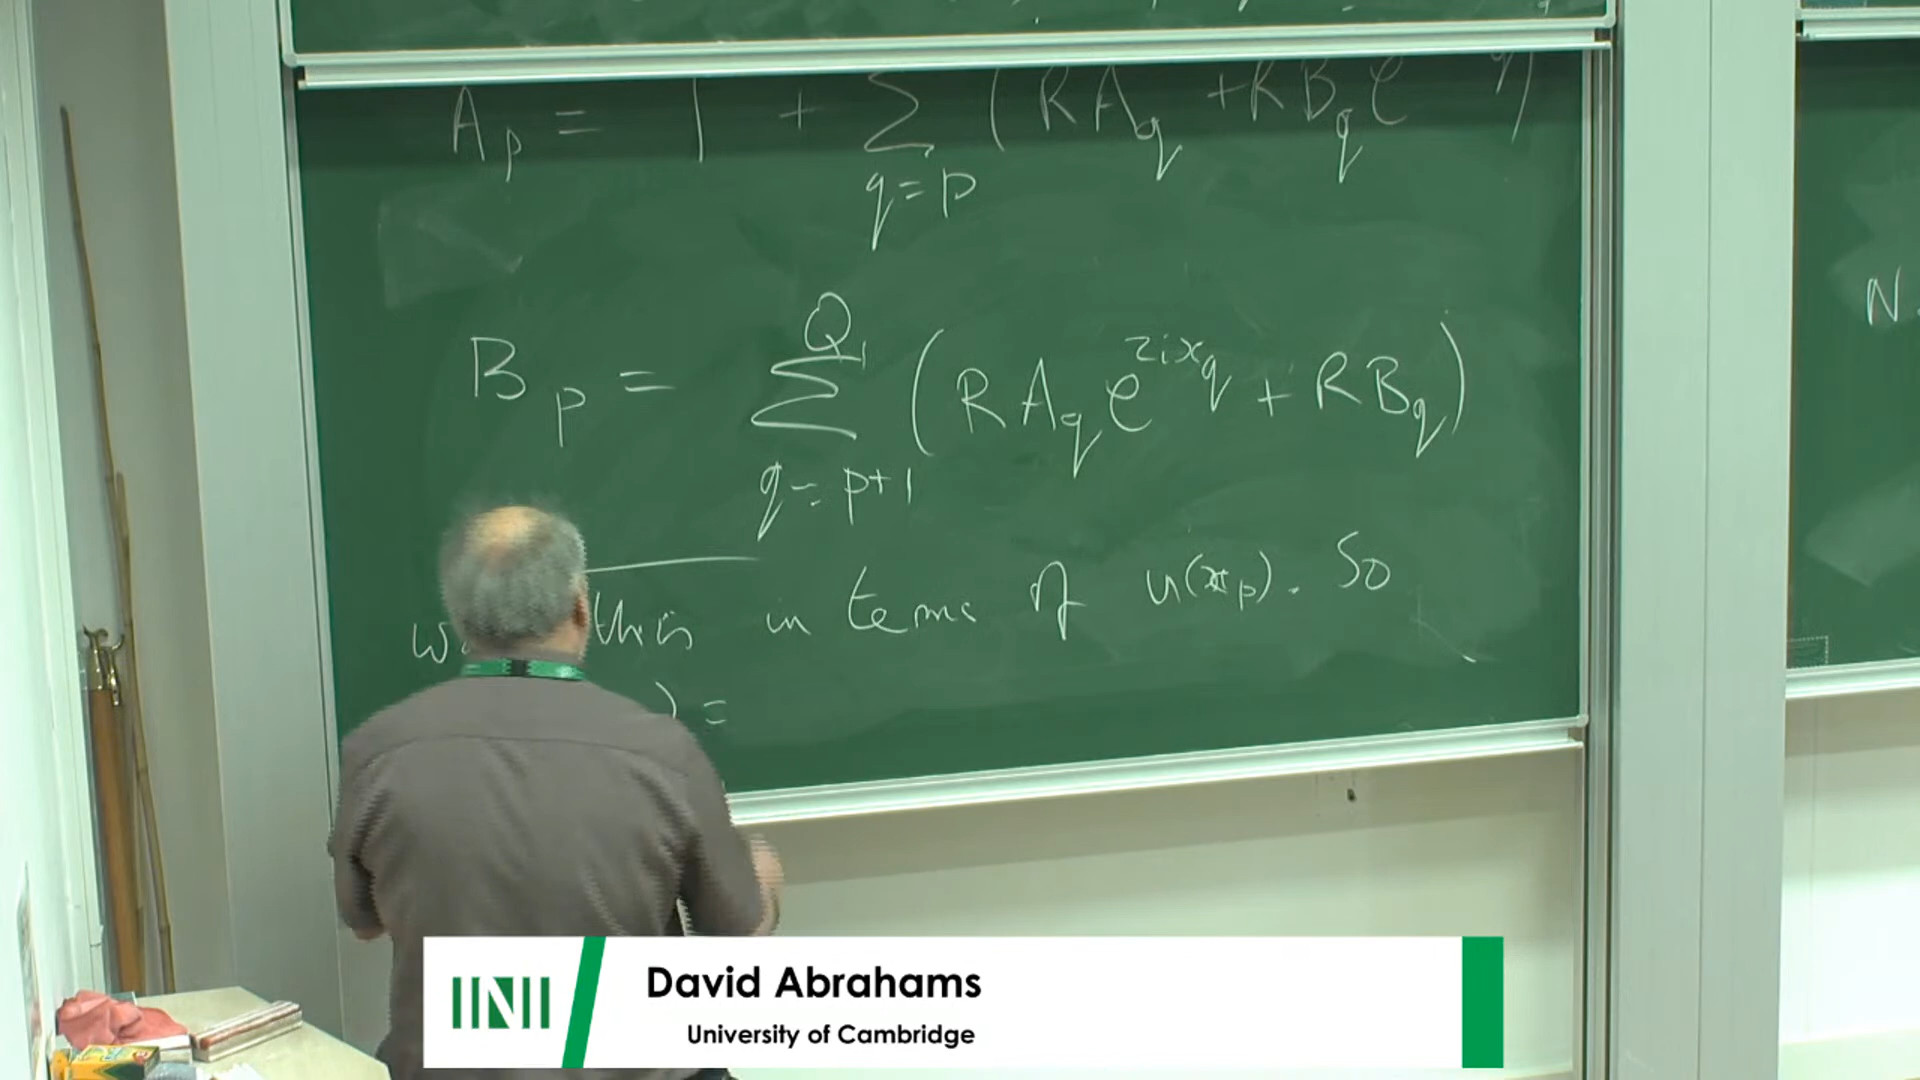 A_p = 1 + Σ (RA_q + RB_q e
q = p
Q
B_p = Σ (RA_q e^{2ix_q} + RB_q)
q = p+1
this in terms of u(x_p). So
) =
N
INI
David Abrahams
University of Cambridge